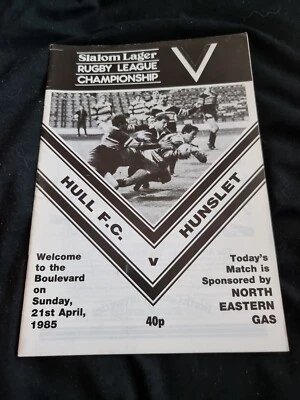 Slalom Lager
RUGBY LEAGUE
CHAMPIONSHIP
V
HULL F.C.
V
HUNSLET
Welcome
to the
Boulevard
on
Sunday,
21st April,
1985
Today's
Match is
Sponsored by
NORTH
EASTERN
GAS
40p